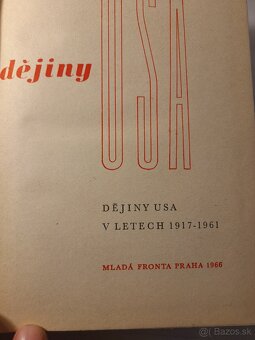 dějiny USA
DĚJINY USA
V LETECH 1917-1961
MLADÁ FRONTA PRAHA 1966
Bazos.sk